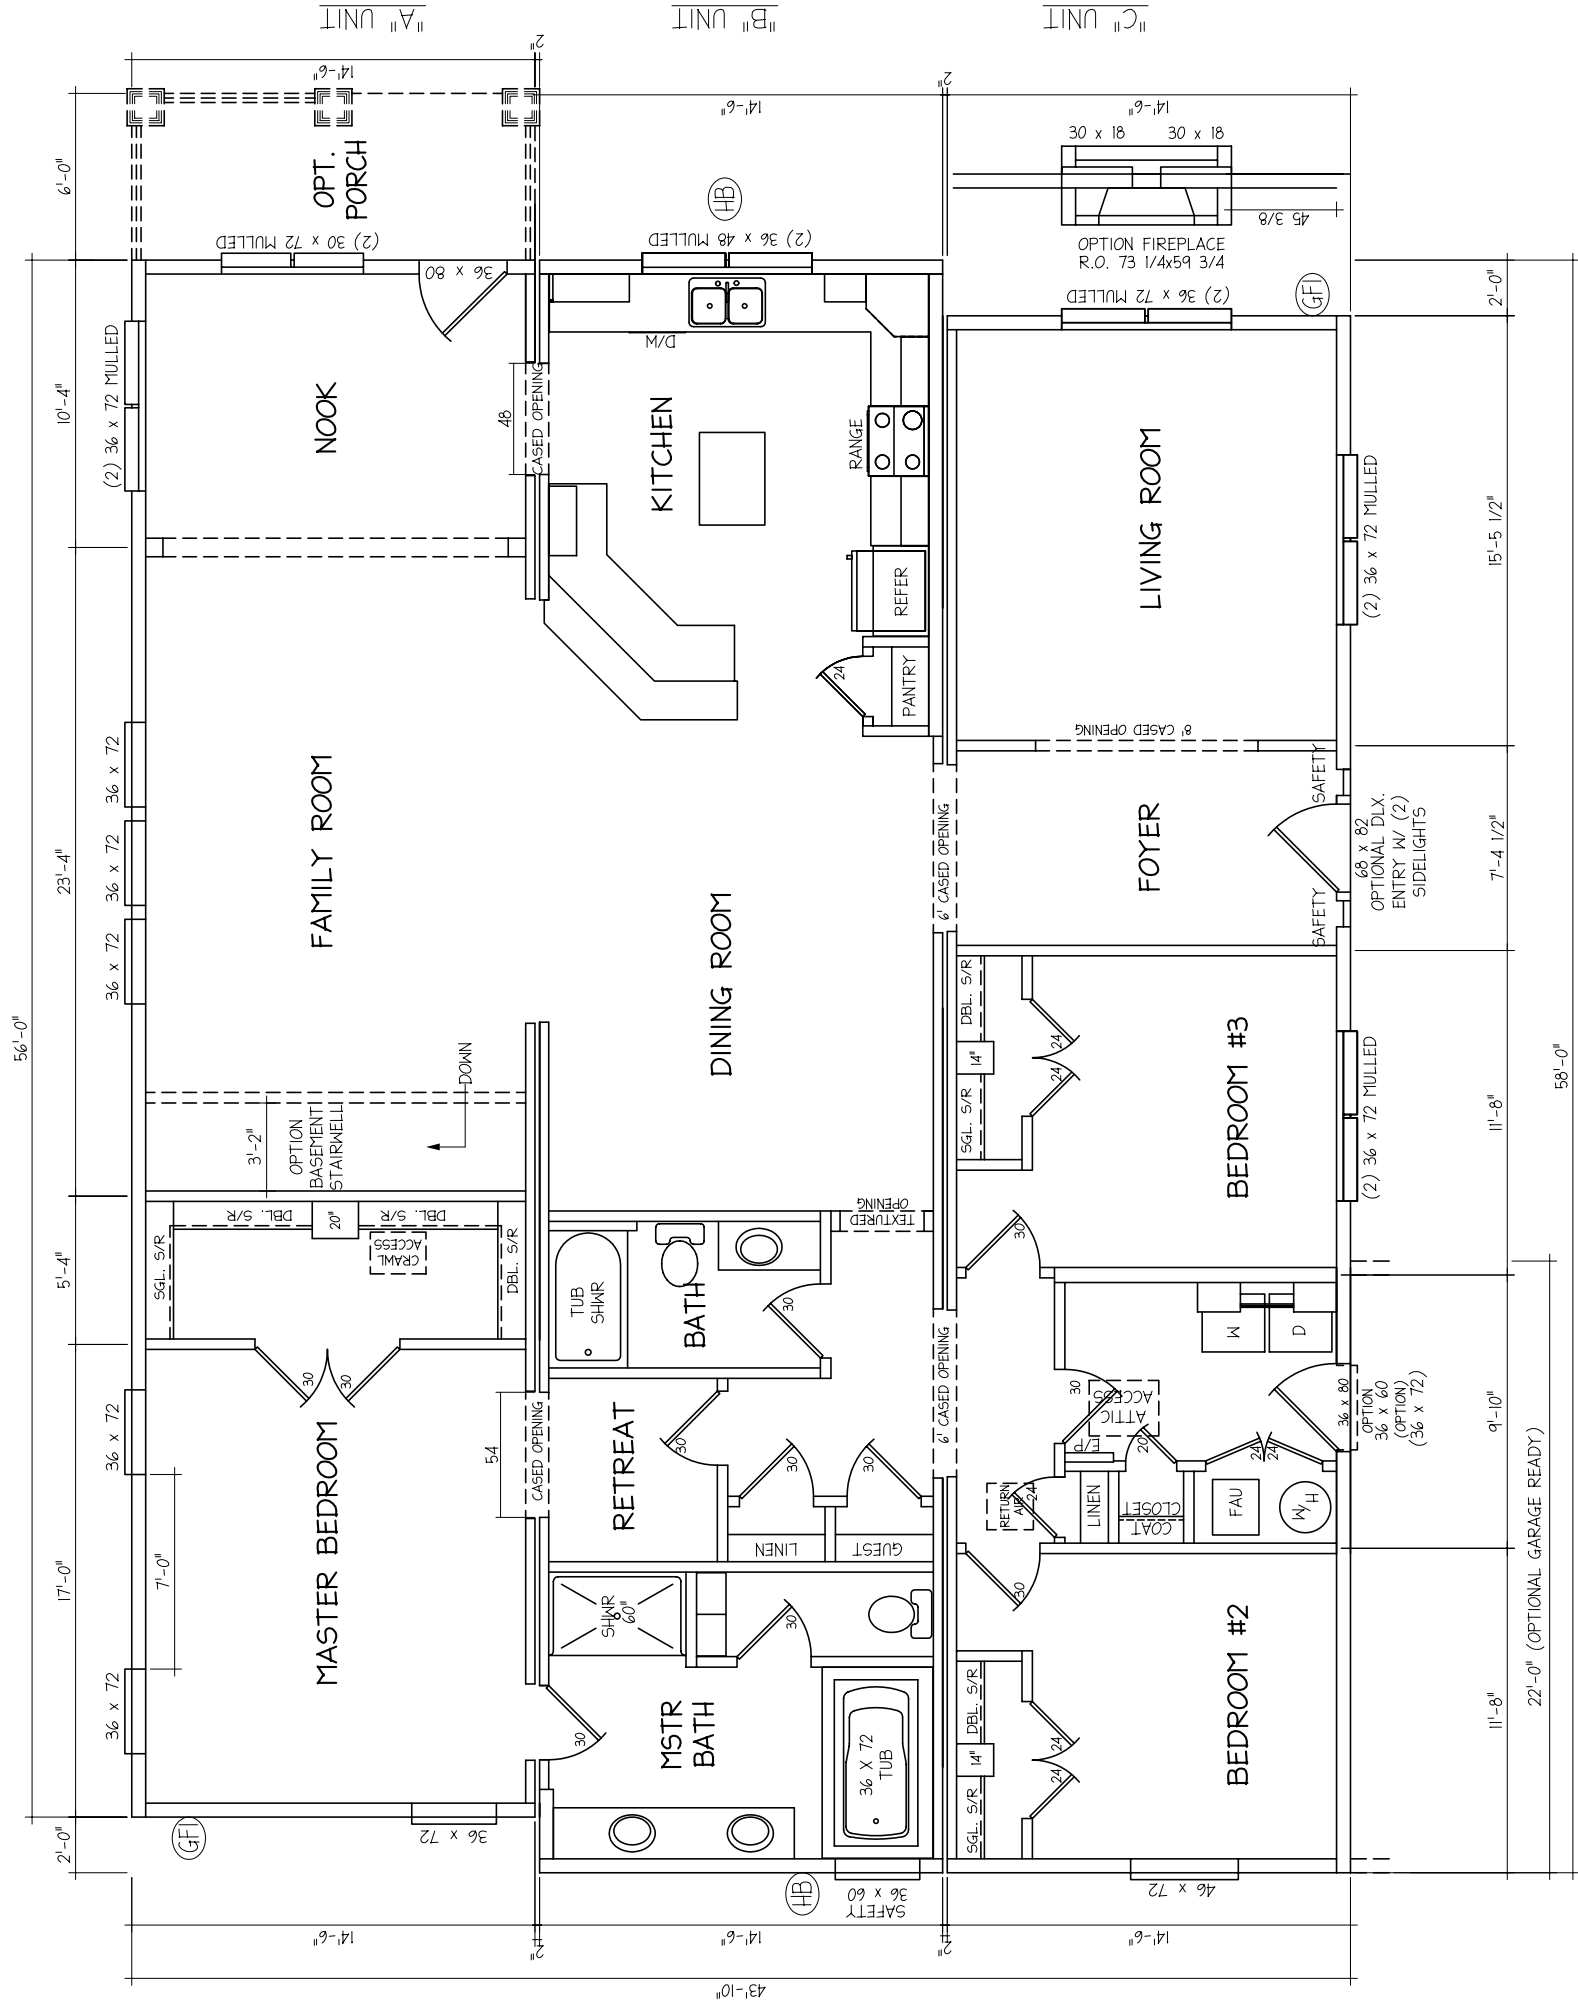 "A" UNIT
"B" UNIT
"C" UNIT
14'-6"
2"
14'-6"
2"
14'-6"
6'-0"
10'-4"
23'-4"
5'-4"
17'-0"
2'-0"
56'-0"
OPT.
PORCH
(2) 30 x 72 MULLED
36 x 80
(2) 36 x 72 MULLED
NOOK
48
CASED OPENING
HB
(2) 36 x 48 MULLED
D/W
KITCHEN
RANGE
REFER
24
PANTRY
30 x 18
30 x 18
45 3/8
OPTION FIREPLACE
R.O. 73 1/4x59 3/4
(2) 36 x 72 MULLED
GFI
LIVING ROOM
(2) 36 x 72 MULLED
8' CASED OPENING
FAMILY ROOM
36 x 72
36 x 72
36 x 72
DINING ROOM
6' CASED OPENING
FOYER
SAFETY
SAFETY
68 x 82
OPTIONAL DLX.
ENTRY W/ (2)
SIDELIGHTS
3'-2"
OPTION
BASEMENT
STAIRWELL
DOWN
DBL. S/R
14"
SGL. S/R
24
24
BEDROOM #3
(2) 36 x 72 MULLED
30
SGL. S/R
DBL. S/R
20"
DBL. S/R
CRAWL
ACCESS
DBL. S/R
30
30
TEXTURED
OPENING
TUB
SHWR
BATH
30
6' CASED OPENING
W
D
36 x 80
OPTION
36 x 60
(OPTION)
(36 x 72)
30
ATTIC
ACCESS
E/P
20
24
24
RETURN
AIR
24
LINEN
COAT
CLOSET
FAU
W/H
MASTER BEDROOM
36 x 72
7'-0"
36 x 72
54
CASED OPENING
RETREAT
30
30
30
LINEN
GUEST
SHWR
60"
30
30
MSTR
BATH
36 X 72
TUB
30
BEDROOM #2
DBL. S/R
14"
SGL. S/R
24
24
GFI
36 x 72
HB
36 x 60
SAFETY
46 x 72
2'-0"
15'-5 1/2"
7'-4 1/2"
11'-8"
9'-10"
11'-8"
22'-0" (OPTIONAL GARAGE READY)
58'-0"
14'-6"
2"
14'-6"
2"
14'-6"
43'-10"